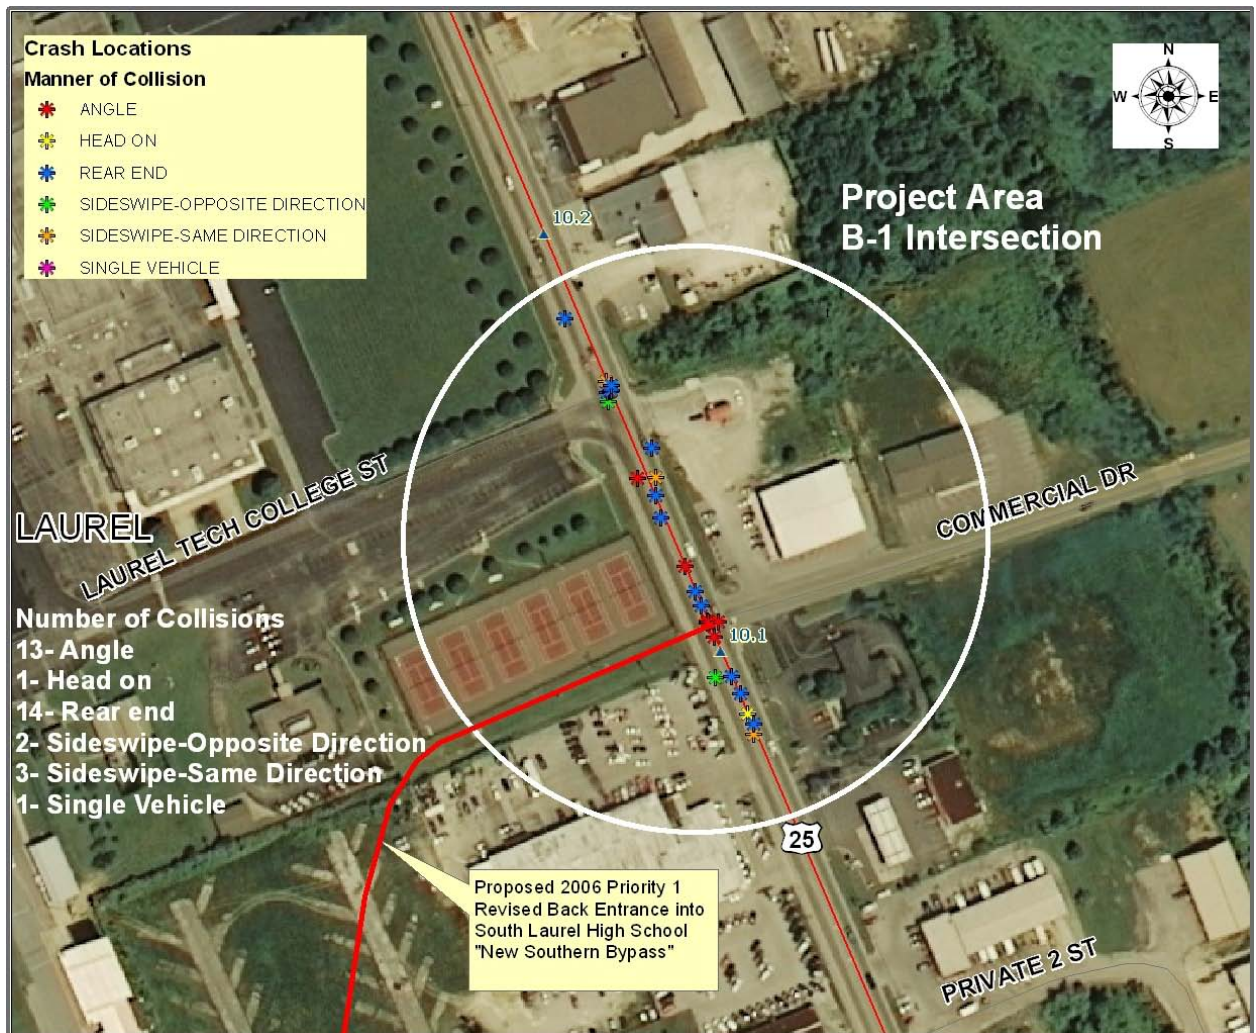 Crash Locations
Manner of Collision
ANGLE
HEAD ON
REAR END
SIDESWIPE-OPPOSITE DIRECTION
SIDESWIPE-SAME DIRECTION
SINGLE VEHICLE
N
W
E
S
Project Area
B-1 Intersection
10.2
LAUREL TECH COLLEGE ST
LAUREL
COMMERCIAL DR
Number of Collisions
13- Angle
1- Head on
14- Rear end
2- Sideswipe-Opposite Direction
3- Sideswipe-Same Direction
1- Single Vehicle
10.1
25
Proposed 2006 Priority 1
Revised Back Entrance into
South Laurel High School
"New Southern Bypass"
PRIVATE 2 ST